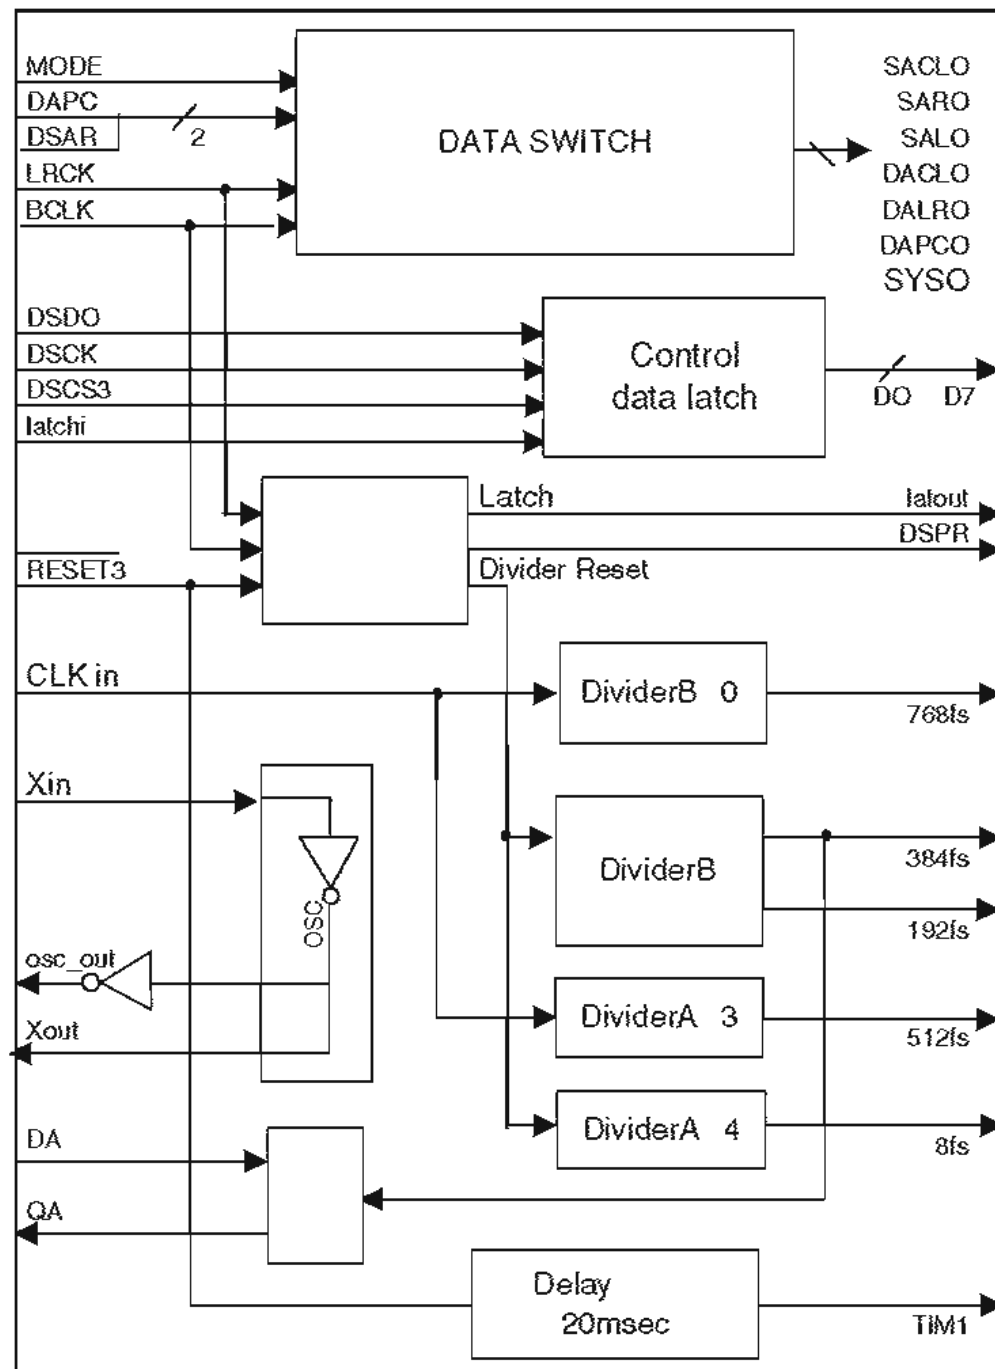 MODE
DAPC
DSAR
2
LRCK
BCLK
DATA SWITCH
SACLO
SARO
SALO
DACLO
DALRO
DAPCO
SYSO
DSDO
DSCK
DSCS3
latchi
Control
data latch
DO D7
Latch
latout
DSPR
RESET3
Divider Reset
CLK in
DividerB 0
768fs
Xin
OSC
DividerB
384fs
192fs
osc_out
Xout
DividerA 3
512fs
DividerA 4
8fs
DA
QA
Delay
20msec
TIM1